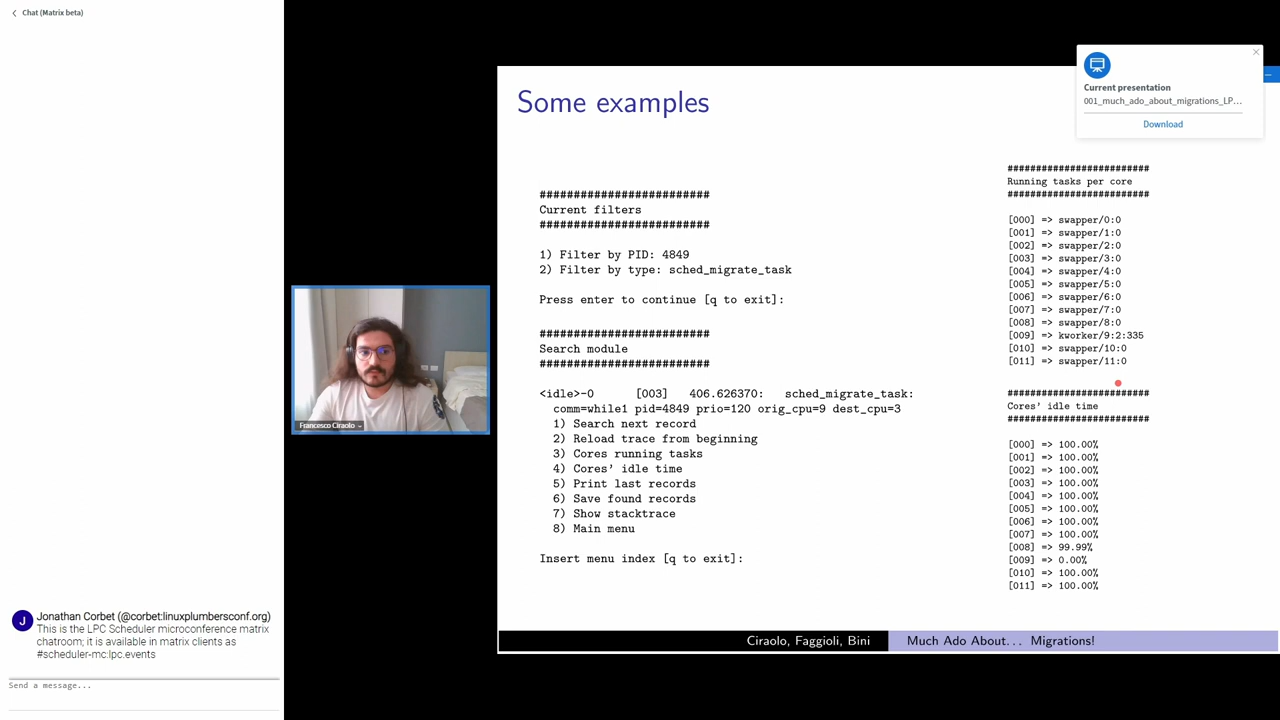 Chat (Matrix beta)
Jonathan Corbet (@corbet:linuxplumbersconf.org)
This is the LPC Scheduler microconference matrix
chatroom; it is available in matrix clients as
#scheduler-mc:lpc.events
Send a message...
J
Francesco Ciraolo
Some examples
########################
Current filters
########################
1) Filter by PID: 4849
2) Filter by type: sched_migrate_task
Press enter to continue [q to exit]:
########################
Search module
########################
<idle>-0 [003] 406.626370: sched_migrate_task:
comm=while1 pid=4849 prio=120 orig_cpu=9 dest_cpu=3
1) Search next record
2) Reload trace from beginning
3) Cores running tasks
4) Cores’ idle time
5) Print last records
6) Save found records
7) Show stacktrace
8) Main menu
Insert menu index [q to exit]:
########################
Running tasks per core
########################
[000] => swapper/0:0
[001] => swapper/1:0
[002] => swapper/2:0
[003] => swapper/3:0
[004] => swapper/4:0
[005] => swapper/5:0
[006] => swapper/6:0
[007] => swapper/7:0
[008] => swapper/8:0
[009] => kworker/9:2:335
[010] => swapper/10:0
[011] => swapper/11:0
########################
Cores’ idle time
########################
[000] => 100.00%
[001] => 100.00%
[002] => 100.00%
[003] => 100.00%
[004] => 100.00%
[005] => 100.00%
[006] => 100.00%
[007] => 100.00%
[008] => 99.99%
[009] => 0.00%
[010] => 100.00%
[011] => 100.00%
Ciraolo, Faggioli, Bini
Much Ado About... Migrations!
Current presentation
001_much_ado_about_migrations_LP...
Download